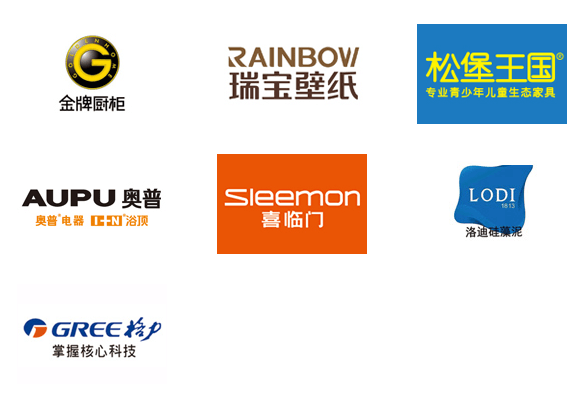 G
金牌厨柜
RAINBOW
瑞宝壁纸
松堡王国®
专业青少年儿童生态家具
AUPU 奥普
奥普®电器 ®浴顶
Sleemon
喜临门
LODI
1813
洛迪硅藻泥
GREE 格力
掌握核心科技